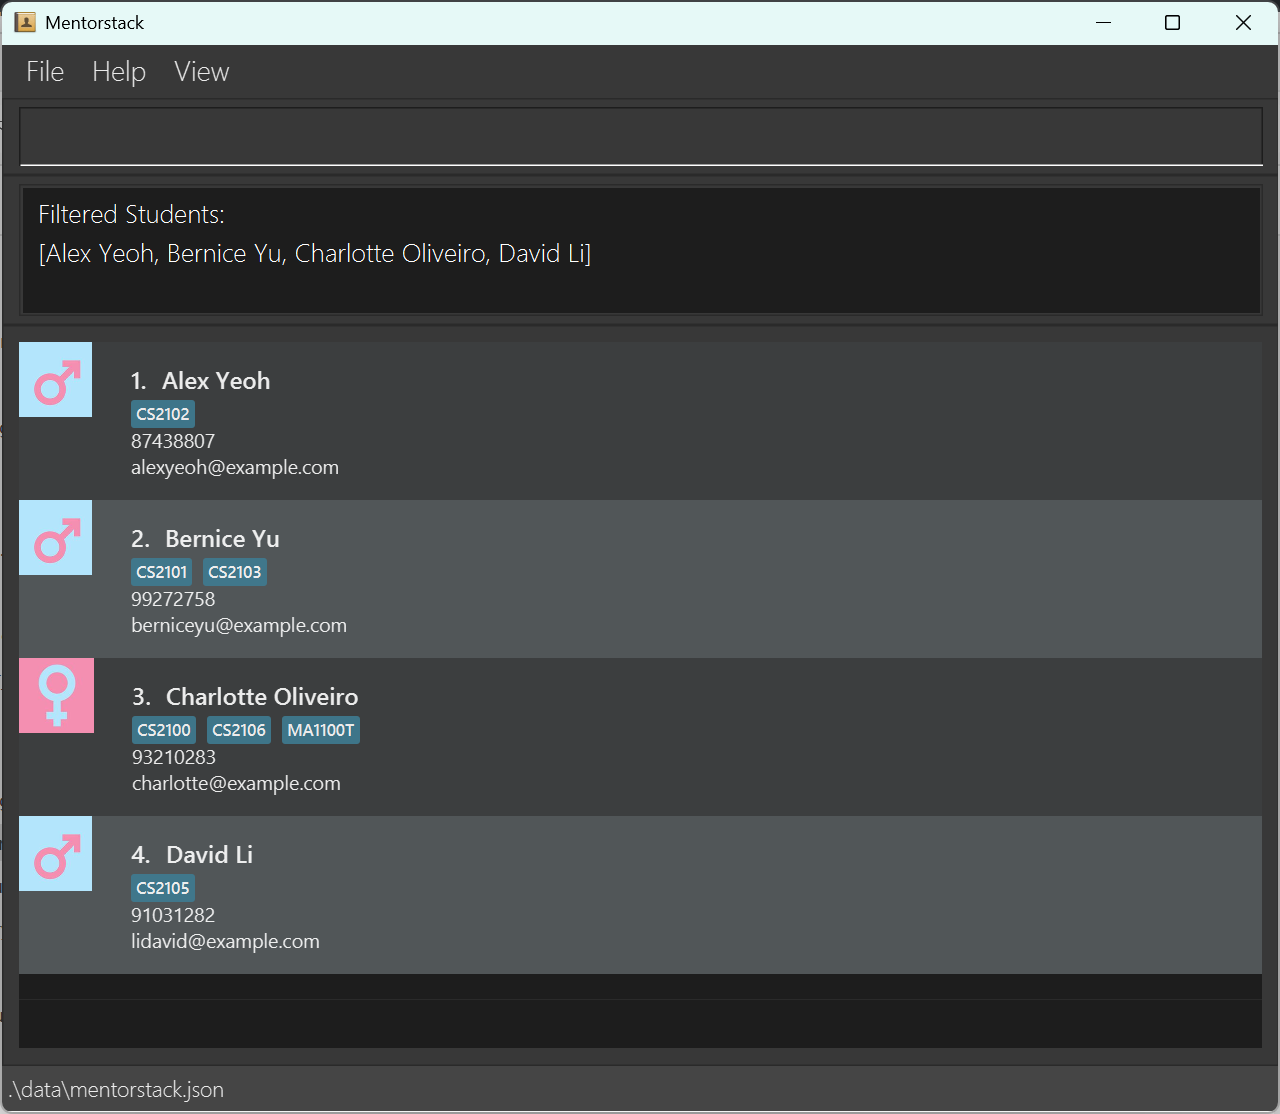 Mentorstack
File Help View
Filtered Students:
[Alex Yeoh, Bernice Yu, Charlotte Oliveiro, David Li]
1. Alex Yeoh
CS2102
87438807
alexyeoh@example.com
2. Bernice Yu
CS2101 CS2103
99272758
berniceyu@example.com
3. Charlotte Oliveiro
CS2100 CS2106 MA1100T
93210283
charlotte@example.com
4. David Li
CS2105
91031282
lidavid@example.com
.\data\mentorstack.json